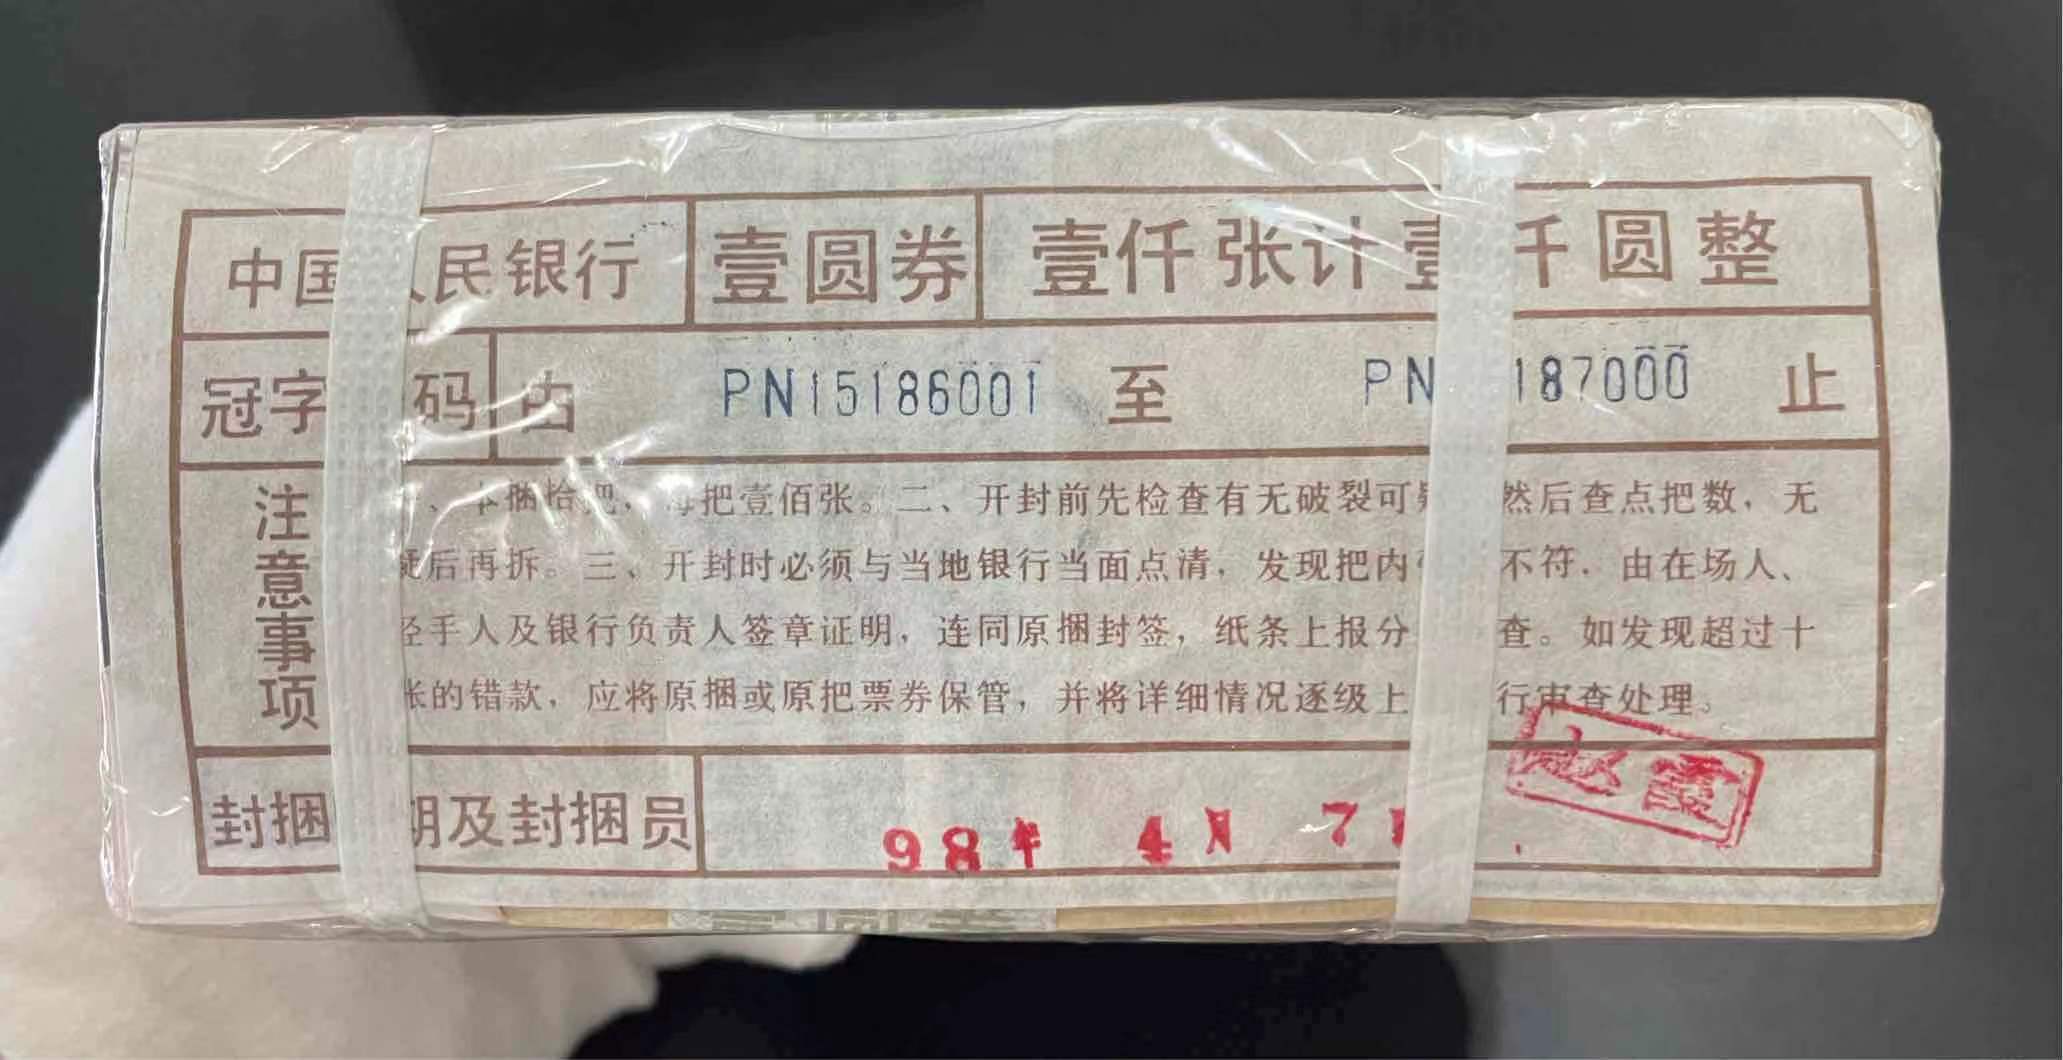 中国 民银行 壹圆券 壹仟张计 仟圆整
冠字 码 由 PN15186001 至 PN 187000 止
注意事项
、本捆拾把，每把壹佰张。二、开封前先检查有无破裂可 然后查点把数，无
疑后再拆。三、开封时必须与当地银行当面点清，发现把内 不符，由在场人、
经手人及银行负责人签章证明，连同原捆封签，纸条上报分 查。如发现超过十
张的错款，应将原捆或原把票券保管，并将详细情况逐级上 行审查处理。
封捆 期及封捆员 98年 4月 7